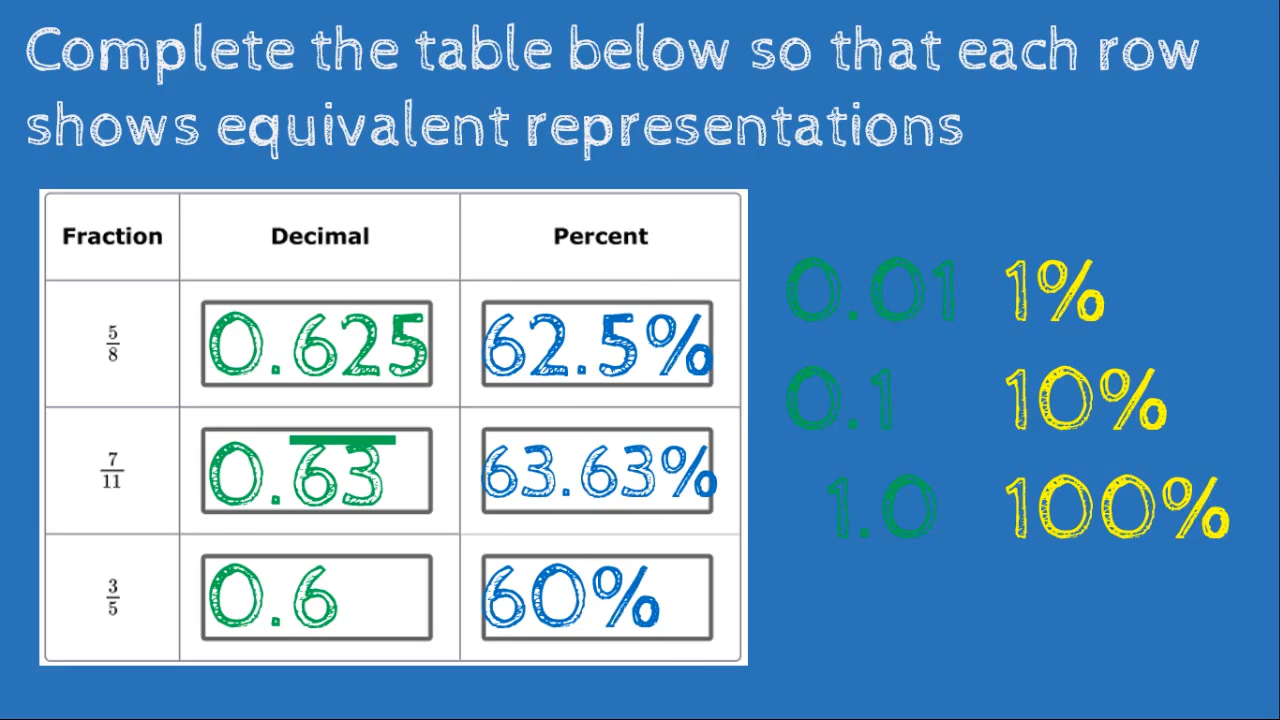 Complete the table below so that each row
shows equivalent representations
Fraction Decimal Percent
5/8 0.625 62.5%
7/11 0.6̅3̅ 63.63%
3/5 0.6 60%
0.01 1%
0.1 10%
1.0 100%